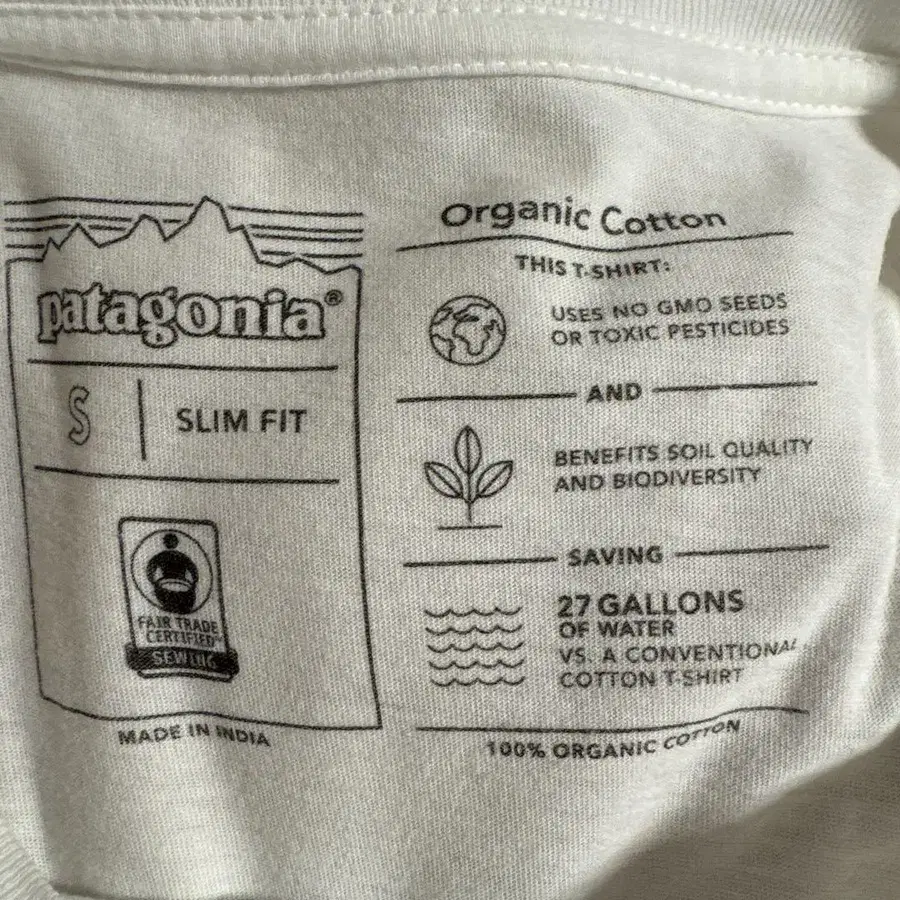 patagonia®
S
SLIM FIT
FAIR TRADE
CERTIFIED™
SEWING
MADE IN INDIA
Organic Cotton
THIS T-SHIRT:
USES NO GMO SEEDS
OR TOXIC PESTICIDES
AND
BENEFITS SOIL QUALITY
AND BIODIVERSITY
SAVING
27 GALLONS
OF WATER
VS. A CONVENTIONAL
COTTON T-SHIRT
100% ORGANIC COTTON